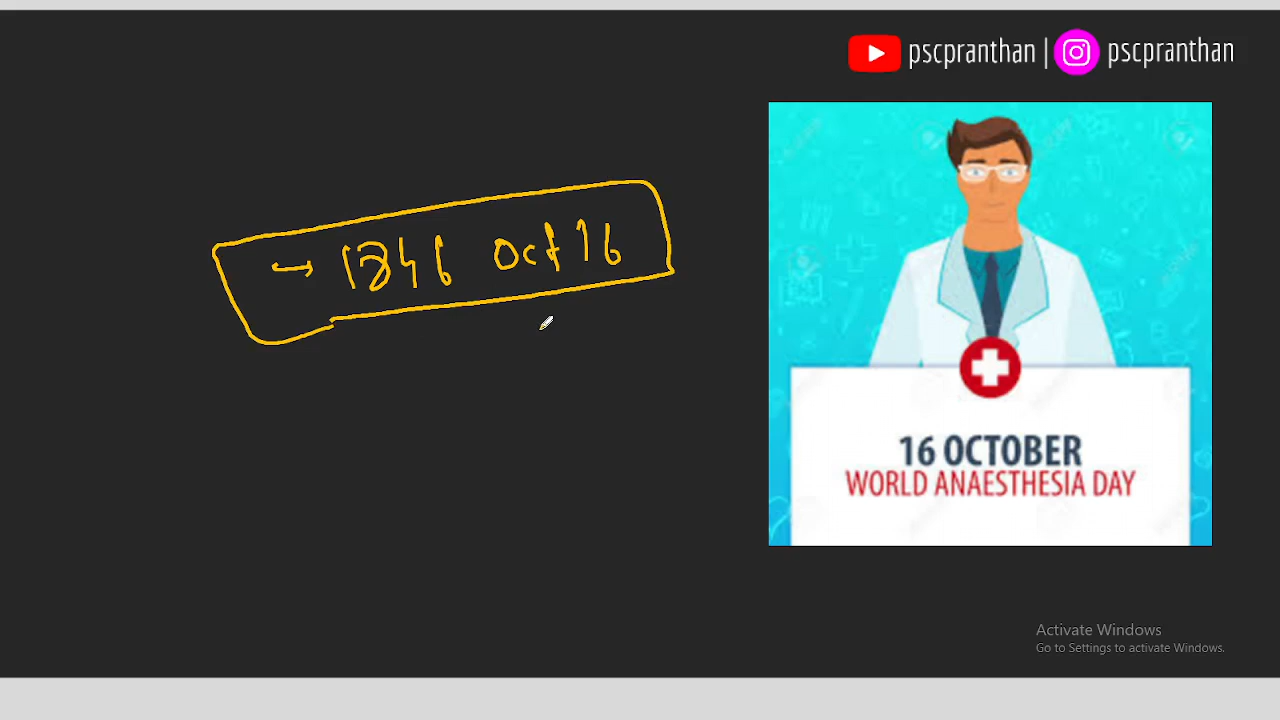 pscpranthan | pscpranthan
→ 1846 Oct 16
16 OCTOBER
WORLD ANAESTHESIA DAY
Activate Windows
Go to Settings to activate Windows.